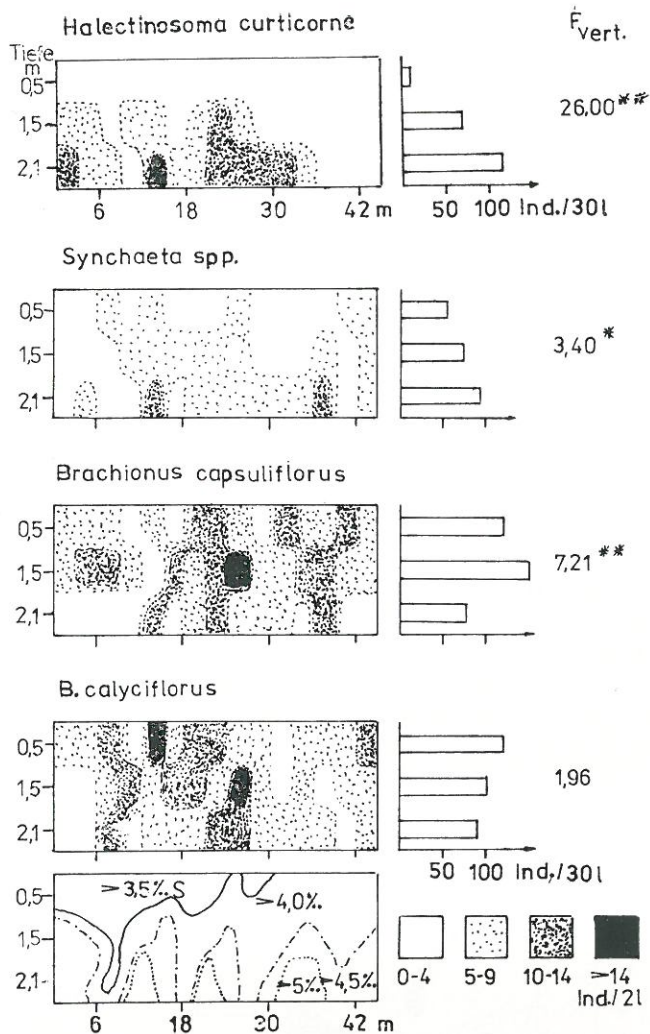 Halectinosoma curticorne
F vert.
Tiefe
m
0,5
1,5
2,1
26,00**
6 18 30 42 m
50 100 Ind./30l
Synchaeta spp.
0,5
1,5
2,1
3,40 *
Brachionus capsuliflorus
0,5
1,5
2,1
7,21 **
B. calyciflorus
0,5
1,5
2,1
1,96
50 100 Ind./30l
>3,5‰ S
>4,0‰
0,5
1,5
2,1
>5‰ >4,5‰
6 18 30 42 m
0-4 5-9 10-14 >14
Ind./2l